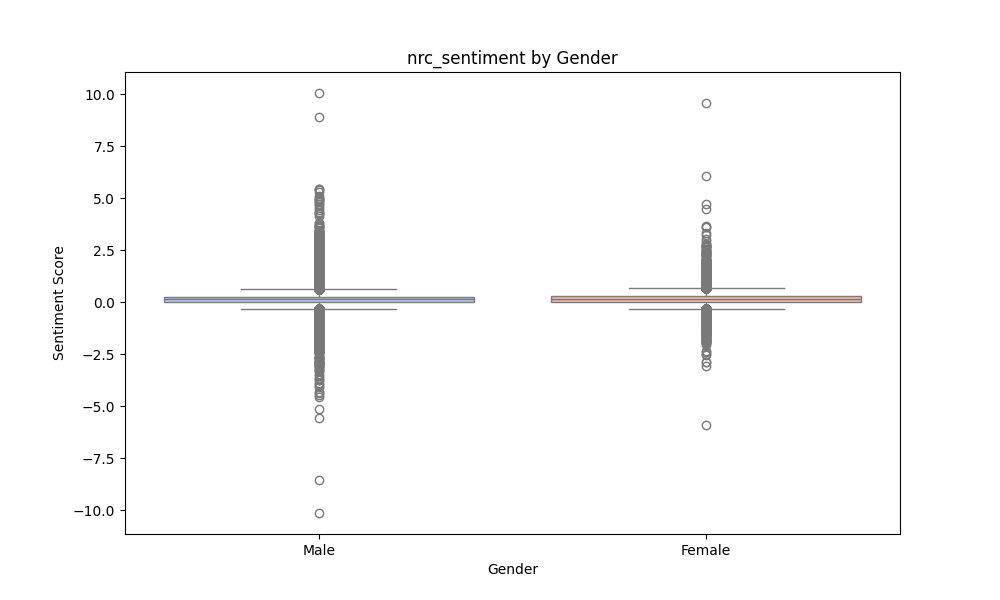 nrc_sentiment by Gender
Sentiment Score
10.0
7.5
5.0
2.5
0.0
−2.5
−5.0
−7.5
−10.0
Male
Female
Gender